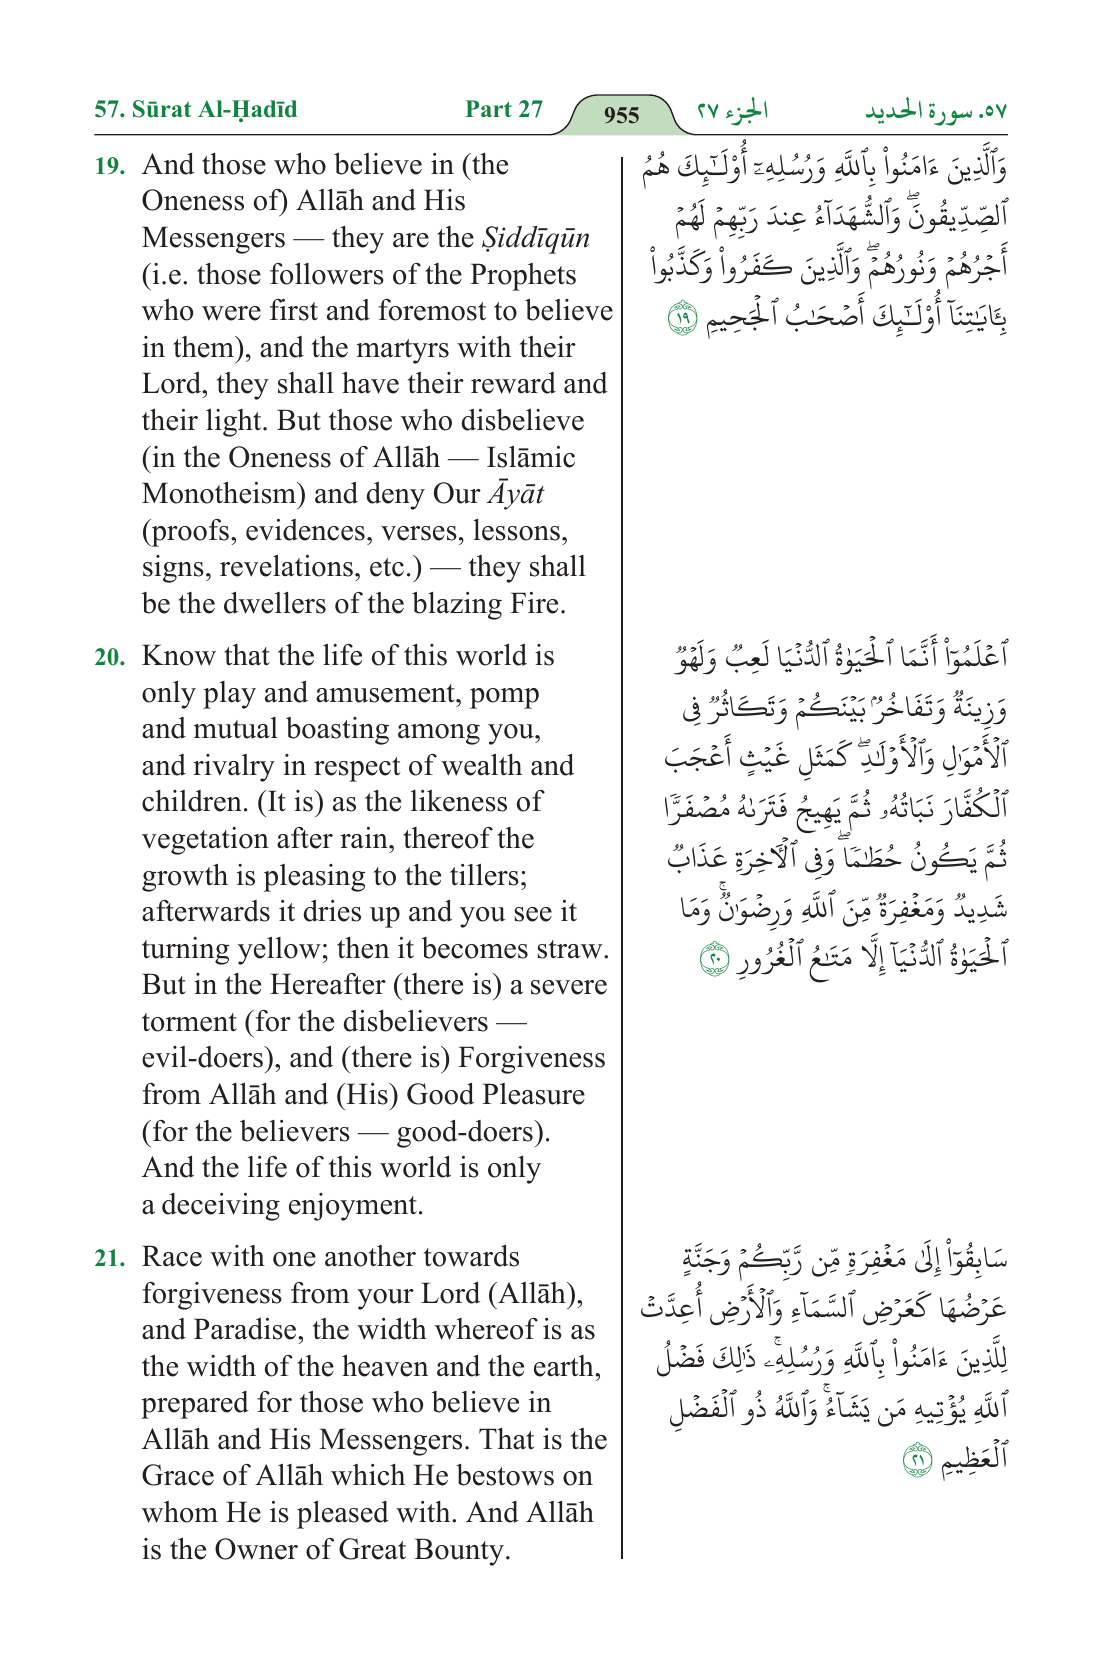 57. Sūrat Al-Ḥadīd Part 27 955 الجزء ٢٧ ٥٧. سورة الحديد
19. And those who believe in (the
Oneness of) Allāh and His
Messengers — they are the Ṣiddīqūn
(i.e. those followers of the Prophets
who were first and foremost to believe
in them), and the martyrs with their
Lord, they shall have their reward and
their light. But those who disbelieve
(in the Oneness of Allāh — Islāmic
Monotheism) and deny Our Āyāt
(proofs, evidences, verses, lessons,
signs, revelations, etc.) — they shall
be the dwellers of the blazing Fire.
وَٱلَّذِينَ ءَامَنُوا۟ بِٱللَّهِ وَرُسُلِهِۦٓ أُو۟لَـٰٓئِكَ هُمُ
ٱلصِّدِّيقُونَ ۖ وَٱلشُّهَدَآءُ عِندَ رَبِّهِمْ لَهُمْ
أَجْرُهُمْ وَنُورُهُمْ ۖ وَٱلَّذِينَ كَفَرُوا۟ وَكَذَّبُوا۟
بِـَٔايَـٰتِنَآ أُو۟لَـٰٓئِكَ أَصْحَـٰبُ ٱلْجَحِيمِ ١٩
20. Know that the life of this world is
only play and amusement, pomp
and mutual boasting among you,
and rivalry in respect of wealth and
children. (It is) as the likeness of
vegetation after rain, thereof the
growth is pleasing to the tillers;
afterwards it dries up and you see it
turning yellow; then it becomes straw.
But in the Hereafter (there is) a severe
torment (for the disbelievers —
evil-doers), and (there is) Forgiveness
from Allāh and (His) Good Pleasure
(for the believers — good-doers).
And the life of this world is only
a deceiving enjoyment.
ٱعْلَمُوٓا۟ أَنَّمَا ٱلْحَيَوٰةُ ٱلدُّنْيَا لَعِبٌ وَلَهْوٌ
وَزِينَةٌ وَتَفَاخُرٌۢ بَيْنَكُمْ وَتَكَاثُرٌ فِى
ٱلْأَمْوَٰلِ وَٱلْأَوْلَـٰدِ ۖ كَمَثَلِ غَيْثٍ أَعْجَبَ
ٱلْكُفَّارَ نَبَاتُهُۥ ثُمَّ يَهِيجُ فَتَرَىٰهُ مُصْفَرًّا
ثُمَّ يَكُونُ حُطَـٰمًا ۖ وَفِى ٱلْـَٔاخِرَةِ عَذَابٌ
شَدِيدٌ وَمَغْفِرَةٌ مِّنَ ٱللَّهِ وَرِضْوَٰنٌ ۚ وَمَا
ٱلْحَيَوٰةُ ٱلدُّنْيَآ إِلَّا مَتَـٰعُ ٱلْغُرُورِ ٢٠
21. Race with one another towards
forgiveness from your Lord (Allāh),
and Paradise, the width whereof is as
the width of the heaven and the earth,
prepared for those who believe in
Allāh and His Messengers. That is the
Grace of Allāh which He bestows on
whom He is pleased with. And Allāh
is the Owner of Great Bounty.
سَابِقُوٓا۟ إِلَىٰ مَغْفِرَةٍ مِّن رَّبِّكُمْ وَجَنَّةٍ
عَرْضُهَا كَعَرْضِ ٱلسَّمَآءِ وَٱلْأَرْضِ أُعِدَّتْ
لِلَّذِينَ ءَامَنُوا۟ بِٱللَّهِ وَرُسُلِهِۦ ۚ ذَٰلِكَ فَضْلُ
ٱللَّهِ يُؤْتِيهِ مَن يَشَآءُ ۚ وَٱللَّهُ ذُو ٱلْفَضْلِ
ٱلْعَظِيمِ ٢١